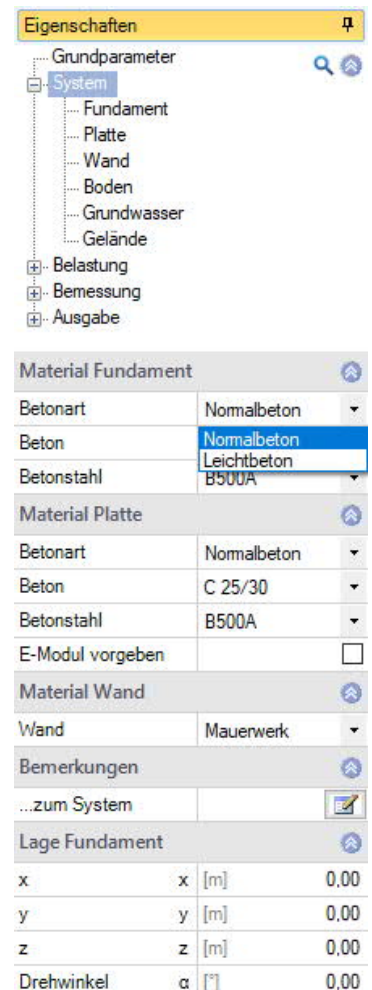 Eigenschaften
Grundparameter
System
Fundament
Platte
Wand
Boden
Grundwasser
Gelände
Belastung
Bemessung
Ausgabe
Material Fundament
Betonart Normalbeton
Beton Normalbeton
Leichtbeton
Betonstahl B500A
Material Platte
Betonart Normalbeton
Beton C 25/30
Betonstahl B500A
E-Modul vorgeben
Material Wand
Wand Mauerwerk
Bemerkungen
...zum System
Lage Fundament
x x [m] 0,00
y y [m] 0,00
z z [m] 0,00
Drehwinkel α [°] 0,00